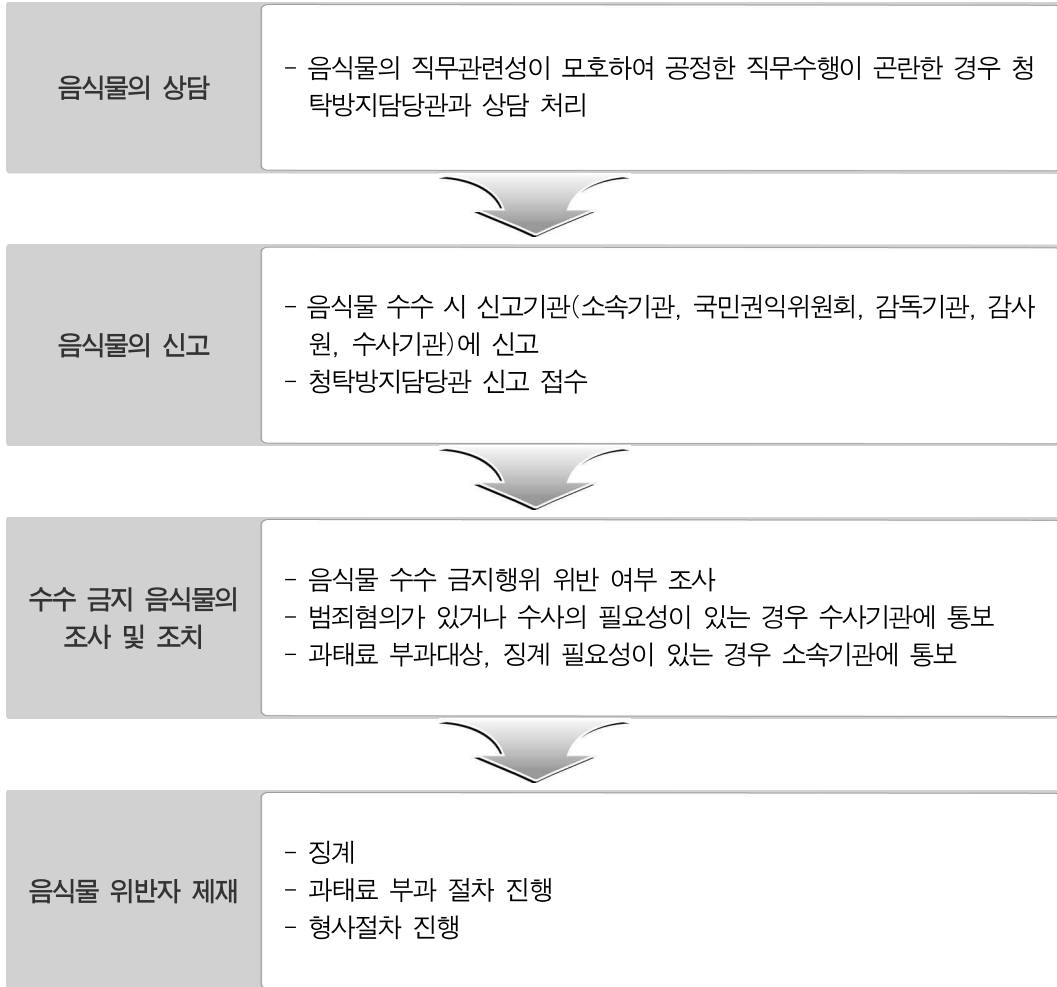 음식물의 상담
- 음식물의 직무관련성이 모호하여 공정한 직무수행이 곤란한 경우 청
탁방지담당관과 상담 처리
음식물의 신고
- 음식물 수수 시 신고기관(소속기관, 국민권익위원회, 감독기관, 감사
원, 수사기관)에 신고
- 청탁방지담당관 신고 접수
수수 금지 음식물의
조사 및 조치
- 음식물 수수 금지행위 위반 여부 조사
- 범죄혐의가 있거나 수사의 필요성이 있는 경우 수사기관에 통보
- 과태료 부과대상, 징계 필요성이 있는 경우 소속기관에 통보
음식물 위반자 제재
- 징계
- 과태료 부과 절차 진행
- 형사절차 진행